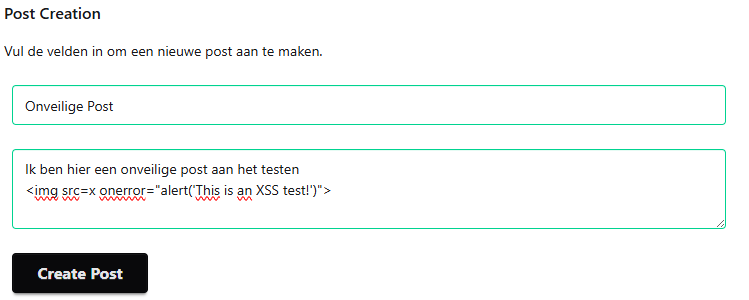 Post Creation
Vul de velden in om een nieuwe post aan te maken.
Onveilige Post
Ik ben hier een onveilige post aan het testen
<img src=x onerror="alert('This is an XSS test!')">
Create Post